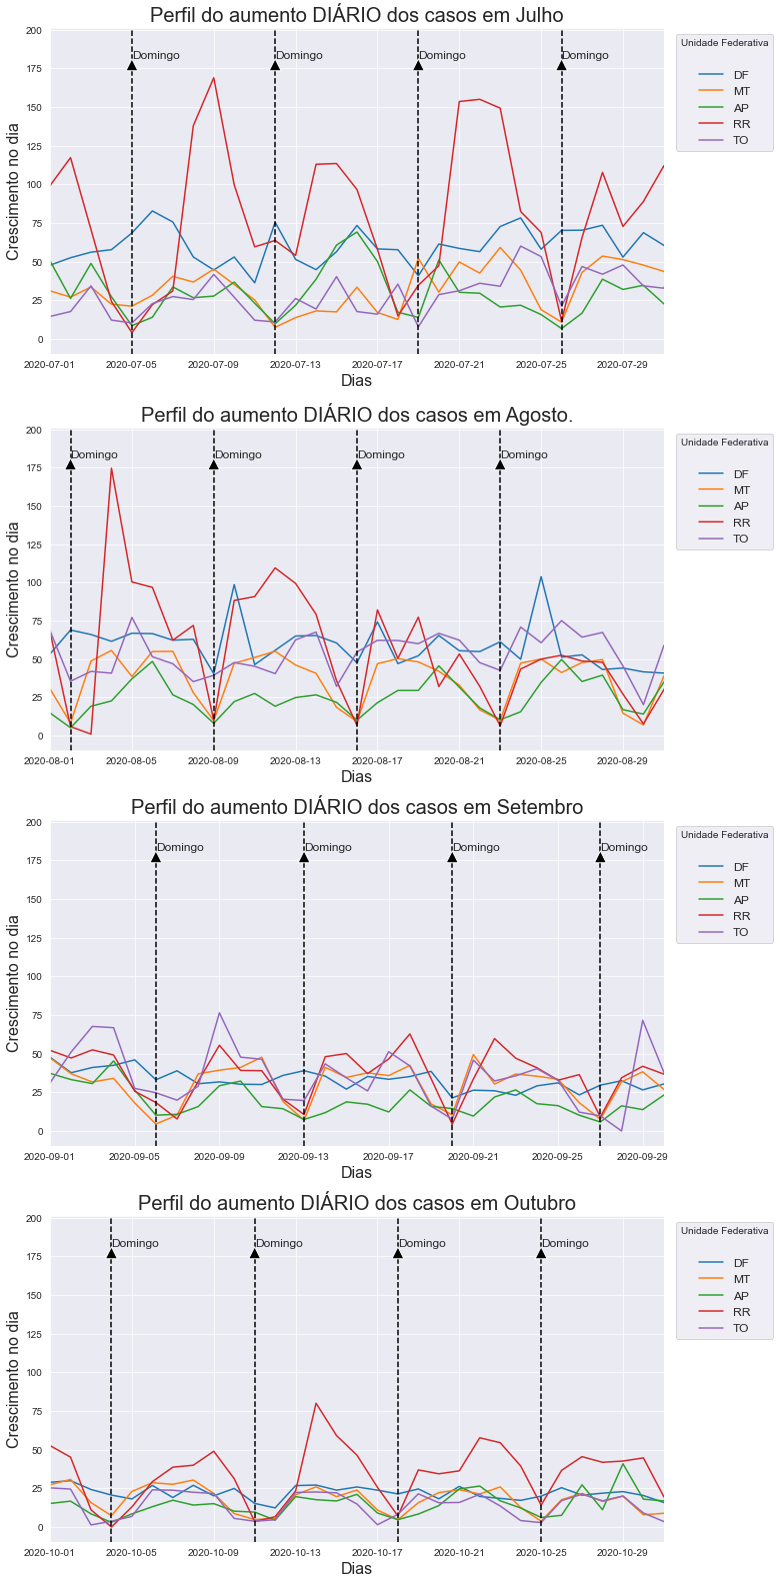 Perfil do aumento DIÁRIO dos casos em Julho
Crescimento no dia
200
175
150
125
100
75
50
25
0
Domingo Domingo Domingo Domingo
2020-07-01 2020-07-05 2020-07-09 2020-07-13 2020-07-17 2020-07-21 2020-07-25 2020-07-29
Dias
Unidade Federativa
DF
MT
AP
RR
TO
Perfil do aumento DIÁRIO dos casos em Agosto.
Crescimento no dia
200
175
150
125
100
75
50
25
0
Domingo Domingo Domingo Domingo
2020-08-01 2020-08-05 2020-08-09 2020-08-13 2020-08-17 2020-08-21 2020-08-25 2020-08-29
Dias
Unidade Federativa
DF
MT
AP
RR
TO
Perfil do aumento DIÁRIO dos casos em Setembro
Crescimento no dia
200
175
150
125
100
75
50
25
0
Domingo Domingo Domingo Domingo
2020-09-01 2020-09-05 2020-09-09 2020-09-13 2020-09-17 2020-09-21 2020-09-25 2020-09-29
Dias
Unidade Federativa
DF
MT
AP
RR
TO
Perfil do aumento DIÁRIO dos casos em Outubro
Crescimento no dia
200
175
150
125
100
75
50
25
0
Domingo Domingo Domingo Domingo
2020-10-01 2020-10-05 2020-10-09 2020-10-13 2020-10-17 2020-10-21 2020-10-25 2020-10-29
Dias
Unidade Federativa
DF
MT
AP
RR
TO